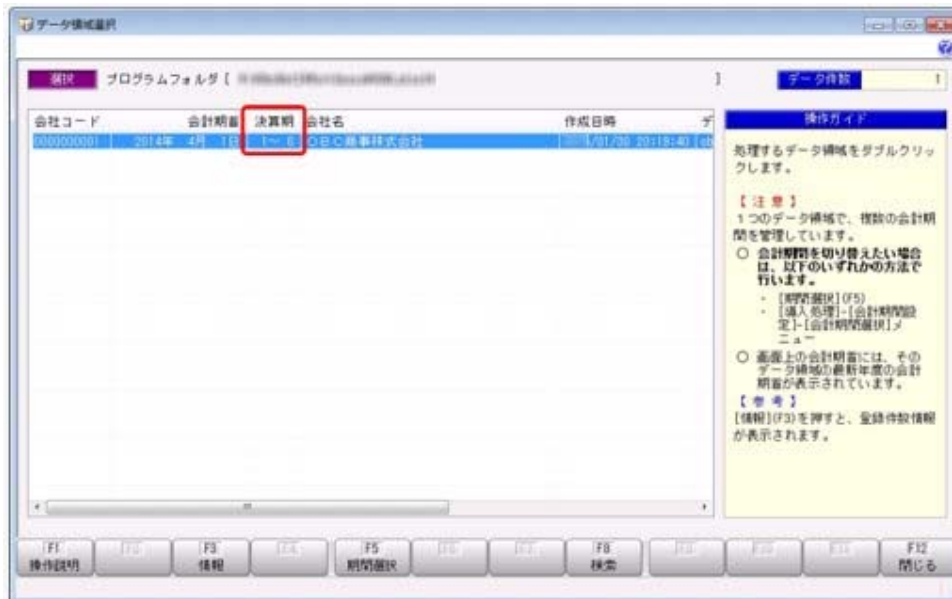 データ領域選択
選択 プログラムフォルダ [ ] データ件数 1
会社コード 会計期首 決算期 会社名 作成日時 デ
0000000001 2014年 4月 1日 1～ 6 OBC商事株式会社 /01/30 20:19:40 [ob
操作ガイド
処理するデータ領域をダブルクリッ
クします。
【注意】
1つのデータ領域で、複数の会計期
間を管理しています。
○ 会計期間を切り替えたい場合
は、以下のいずれかの方法で
行います。
・ [期間選択](F5)
・ [導入処理]-[会計期間設
定]-[会計期間選択]メ
ニュー
○ 画面上の会計期首には、その
データ領域の最新年度の会計
期首が表示されています。
【参考】
[情報](F3)を押すと、登録件数情報
が表示されます。
F1 F2 F3 F4 F5 F6 F7 F8 F9 F10 F11 F12
操作説明 情報 期間選択 検索 閉じる